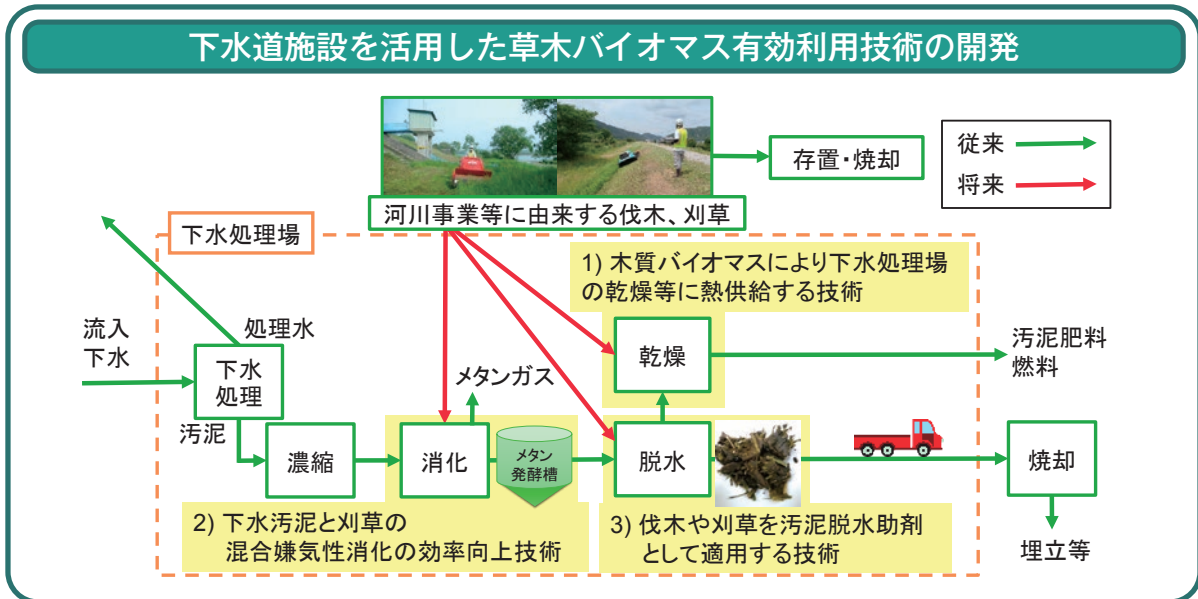 下水道施設を活用した草木バイオマス有効利用技術の開発
存置・焼却
従来
将来
河川事業等に由来する伐木、刈草
下水処理場
1) 木質バイオマスにより下水処理場
の乾燥等に熱供給する技術
流入
下水
処理水
下水
処理
メタンガス
乾燥
汚泥肥料
燃料
汚泥
濃縮
消化
メタン
発酵槽
脱水
焼却
2) 下水汚泥と刈草の
混合嫌気性消化の効率向上技術
3) 伐木や刈草を汚泥脱水助剤
として適用する技術
埋立等